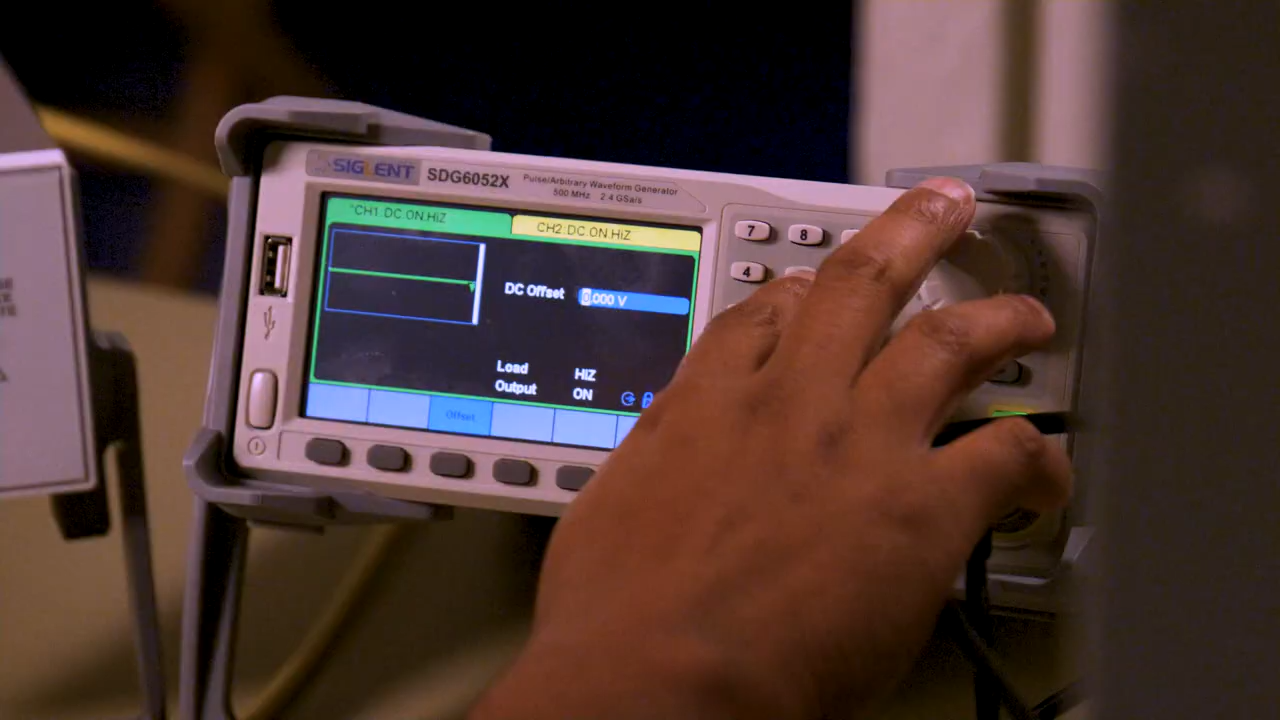 SIGLENT
SDG6052X
Pulse/Arbitrary Waveform Generator
500 MHz 2.4 GSa/s
*CH1:DC,ON,HiZ
CH2:DC,ON,HiZ
DC Offset 0.000 V
Load HiZ
Output ON
Offset
7 8
4